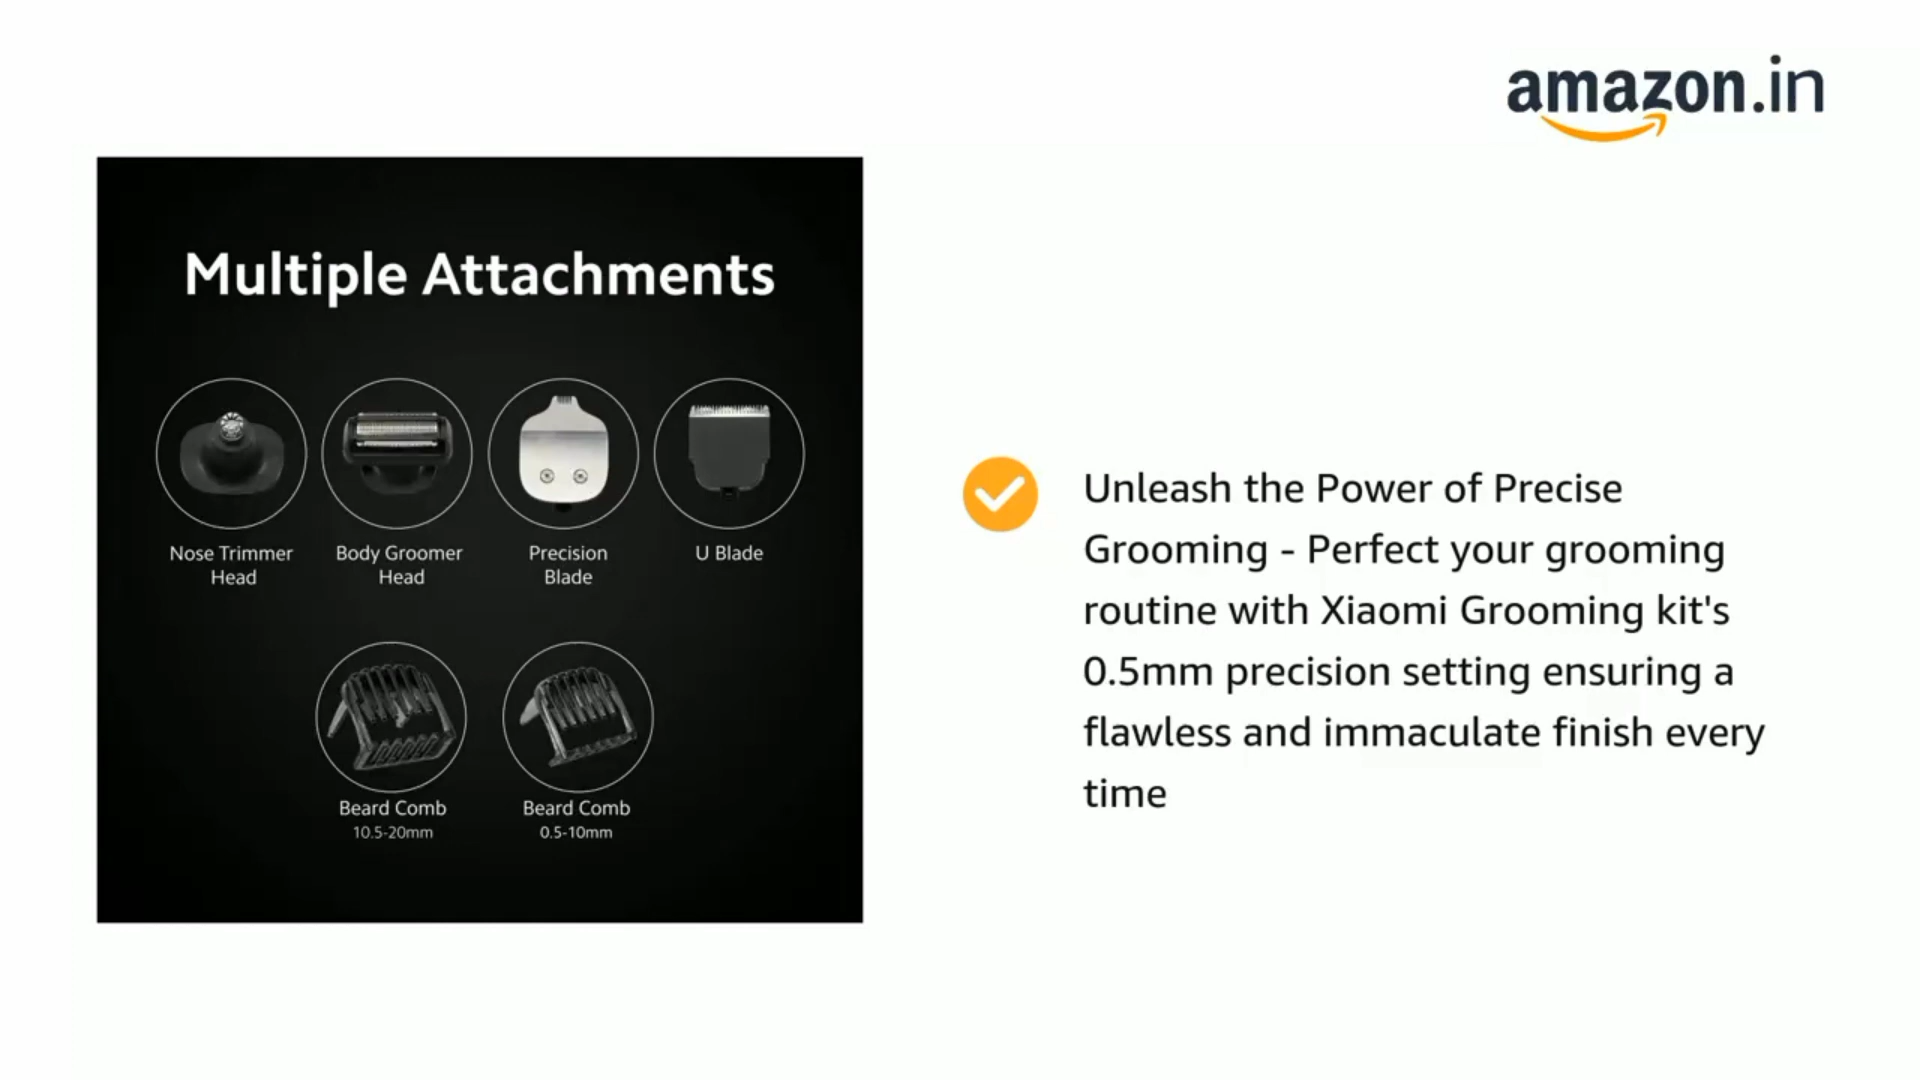 amazon.in
Multiple Attachments
Nose Trimmer
Head
Body Groomer
Head
Precision
Blade
U Blade
Beard Comb
10.5-20mm
Beard Comb
0.5-10mm
Unleash the Power of Precise
Grooming - Perfect your grooming
routine with Xiaomi Grooming kit's
0.5mm precision setting ensuring a
flawless and immaculate finish every
time